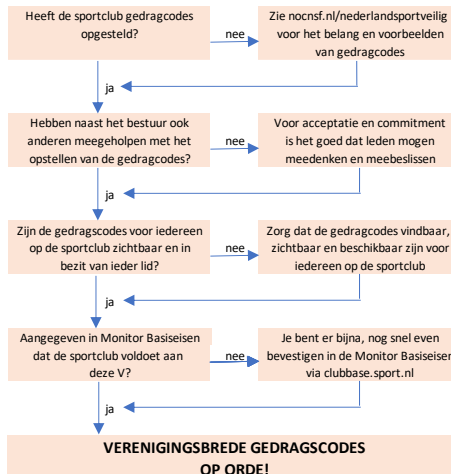 Heeft de sportclub gedragcodes
opgesteld?
nee
Zie nocnsf.nl/nederlandsportveilig
voor het belang en voorbeelden
van gedragcodes
ja
Hebben naast het bestuur ook
anderen meegeholpen met het
opstellen van de gedragcodes?
nee
Voor acceptatie en commitment
is het goed dat leden mogen
meedenken en meebeslissen
ja
Zijn de gedragscodes voor iedereen
op de sportclub zichtbaar en in
bezit van ieder lid?
nee
Zorg dat de gedragcodes vindbaar,
zichtbaar en beschikbaar zijn voor
iedereen op de sportclub
ja
Aangegeven in Monitor Basiseisen
dat de sportclub voldoet aan
deze V?
nee
Je bent er bijna, nog snel even
bevestigen in de Monitor Basiseisen
via clubbase.sport.nl
ja
VERENIGINGSBREDE GEDRAGSCODES
OP ORDE!